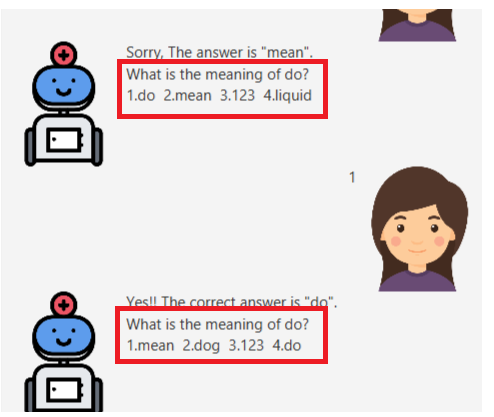 Sorry, The answer is "mean".
What is the meaning of do?
1.do 2.mean 3.123 4.liquid
1
Yes!! The correct answer is "do".
What is the meaning of do?
1.mean 2.dog 3.123 4.do